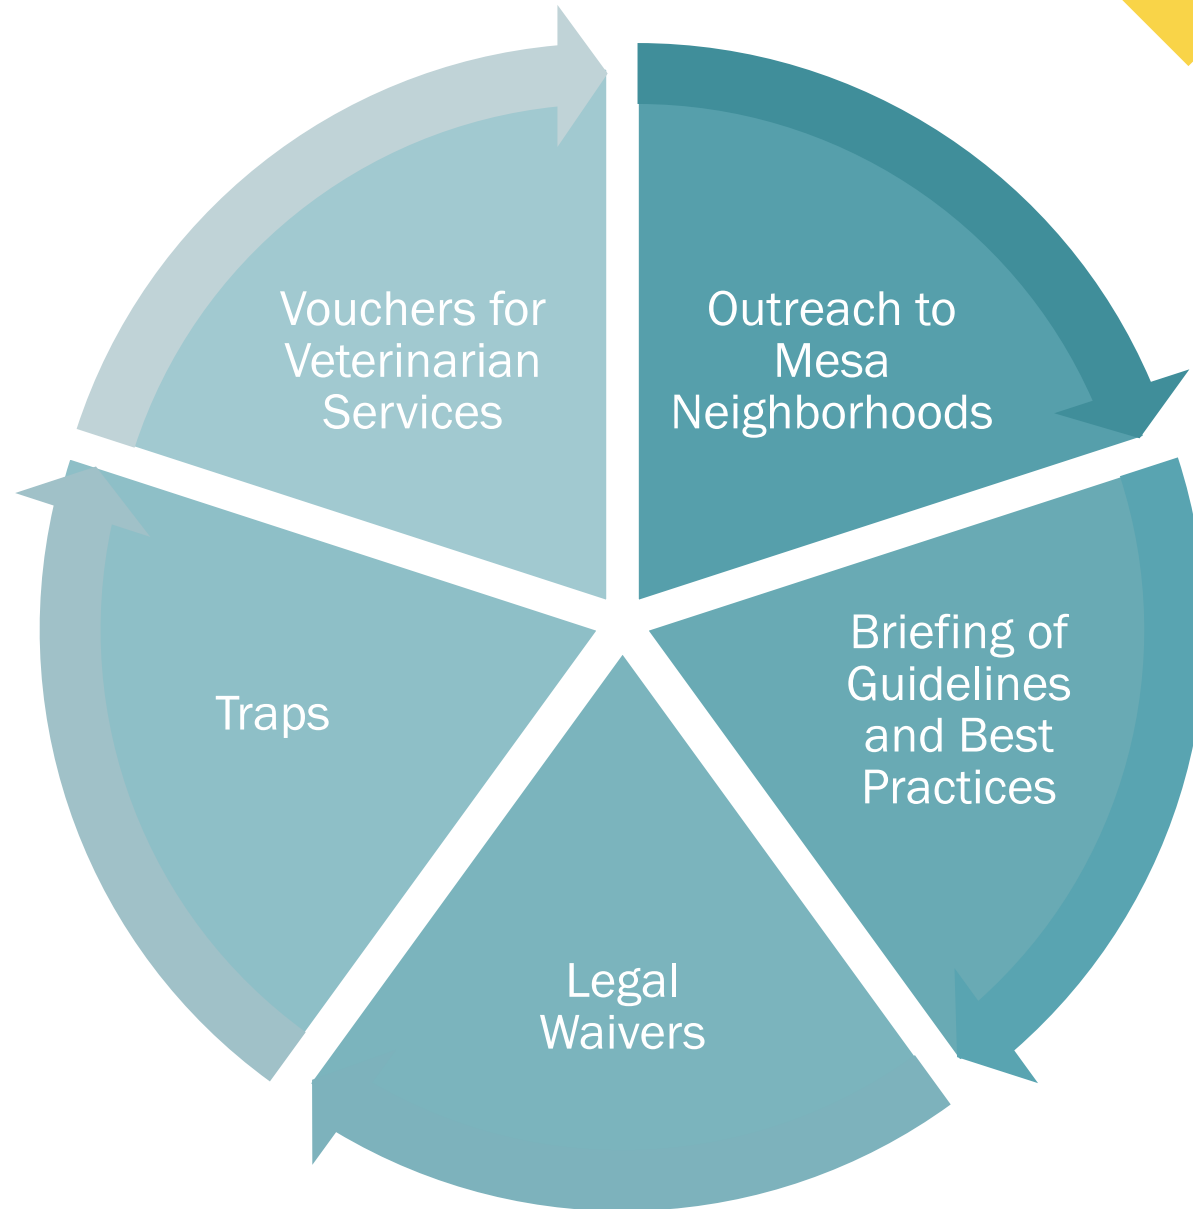 Outreach to
Mesa
Neighborhoods
Briefing of
Guidelines
and Best
Practices
Legal
Waivers
Traps
Vouchers for
Veterinarian
Services